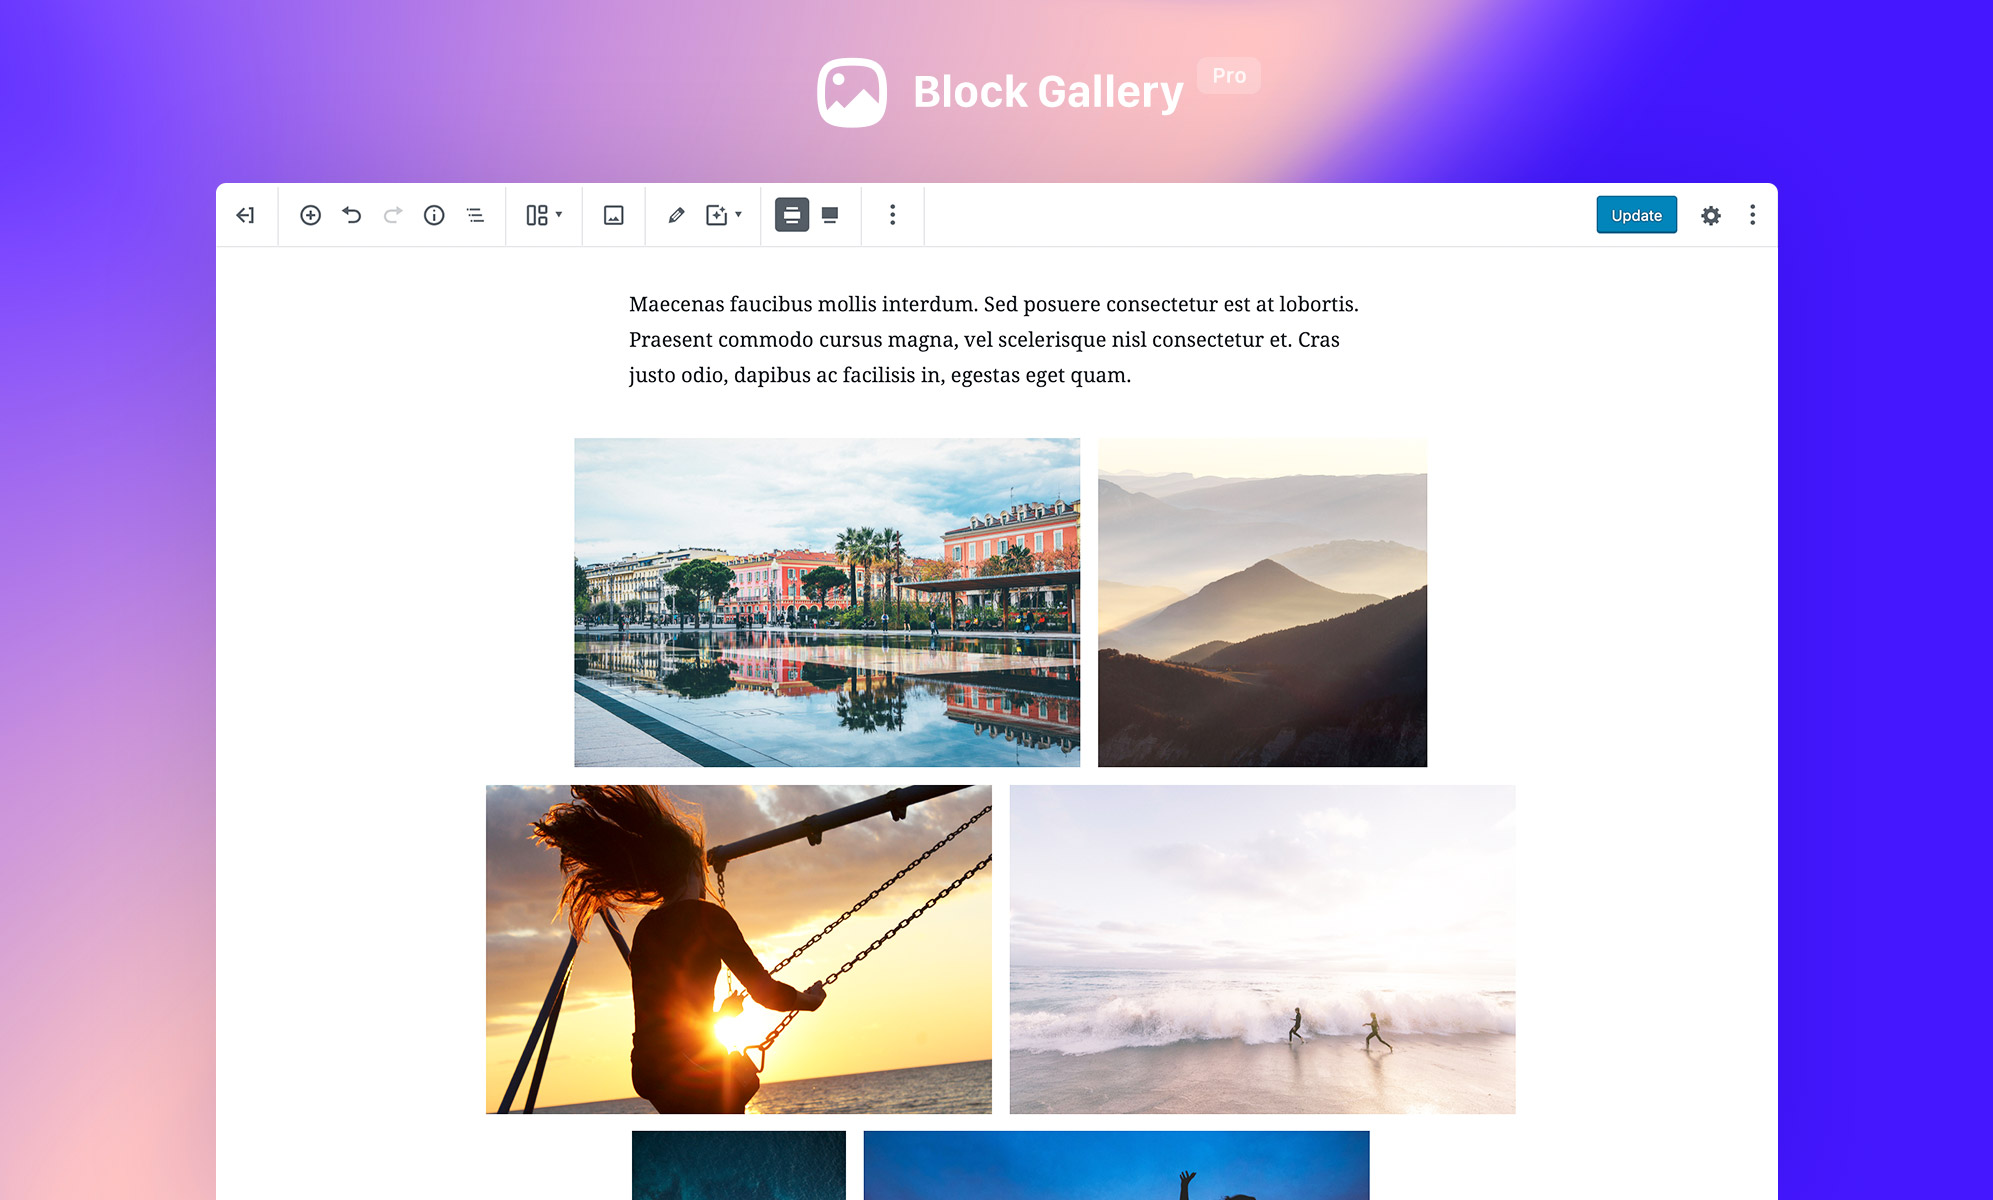 Block Gallery Pro
Update
Maecenas faucibus mollis interdum. Sed posuere consectetur est at lobortis.
Praesent commodo cursus magna, vel scelerisque nisl consectetur et. Cras
justo odio, dapibus ac facilisis in, egestas eget quam.